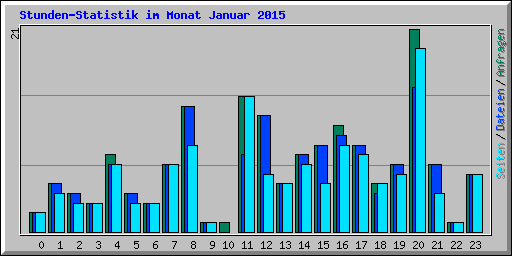 Stunden-Statistik im Monat Januar 2015
21
Seiten/Dateien/Anfragen
0 1 2 3 4 5 6 7 8 9 10 11 12 13 14 15 16 17 18 19 20 21 22 23